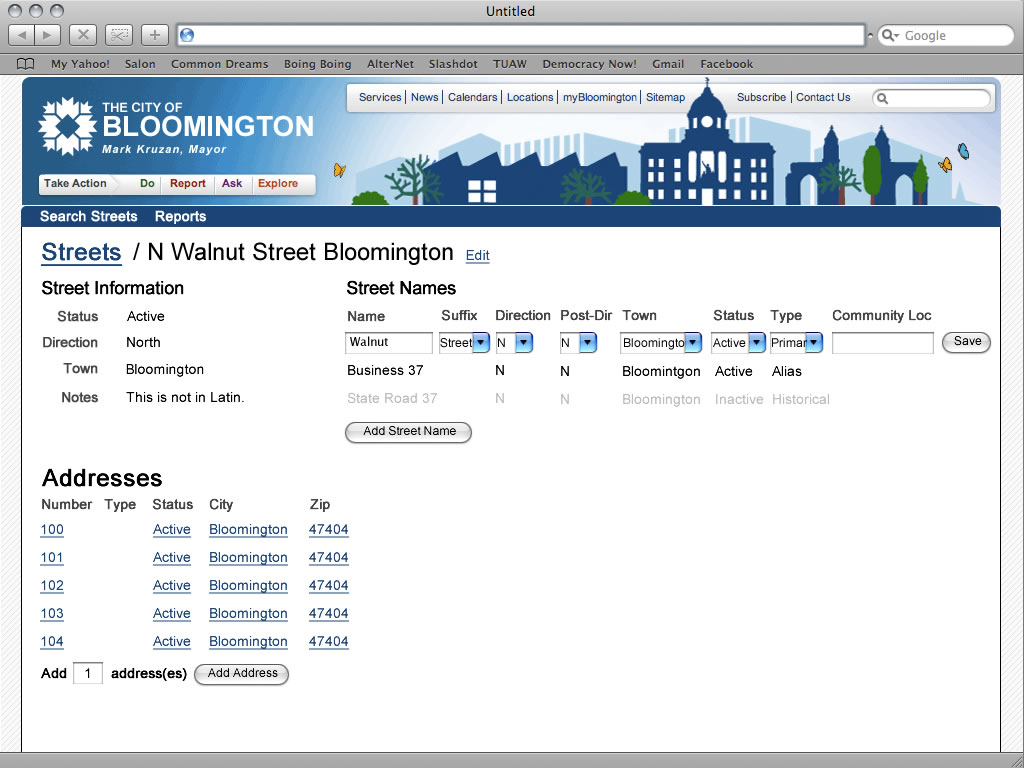 Untitled
Google
My Yahoo! Salon Common Dreams Boing Boing AlterNet Slashdot TUAW Democracy Now! Gmail Facebook
Services News Calendars Locations myBloomington Sitemap Subscribe Contact Us
THE CITY OF
BLOOMINGTON
Mark Kruzan, Mayor
Take Action Do Report Ask Explore
Search Streets Reports
Streets / N Walnut Street Bloomington Edit
Street Information
Status Active
Direction North
Town Bloomington
Notes This is not in Latin.
Street Names
Name Suffix Direction Post-Dir Town Status Type Community Loc
Walnut Street N N Bloomingto Active Primar Save
Business 37 N N Bloomintgon Active Alias
State Road 37 N N Bloomington Inactive Historical
Add Street Name
Addresses
Number Type Status City Zip
100 Active Bloomington 47404
101 Active Bloomington 47404
102 Active Bloomington 47404
103 Active Bloomington 47404
104 Active Bloomington 47404
Add 1 address(es) Add Address